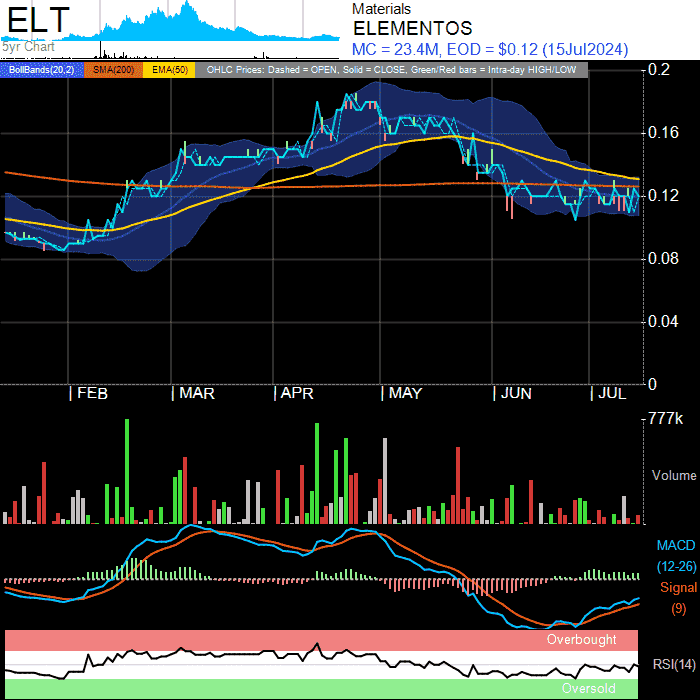 ELT
5yr Chart
Materials
ELEMENTOS
MC = 23.4M, EOD = $0.12 (15Jul2024)
BollBands(20,2) SMA(200) EMA(50) OHLC Prices: Dashed = OPEN, Solid = CLOSE, Green/Red bars = Intra-day HIGH/LOW
0.2
0.16
0.12
0.08
0.04
0
| FEB | MAR | APR | MAY | JUN | JUL
777k
Volume
MACD
(12-26)
Signal
(9)
Overbought
RSI(14)
Oversold